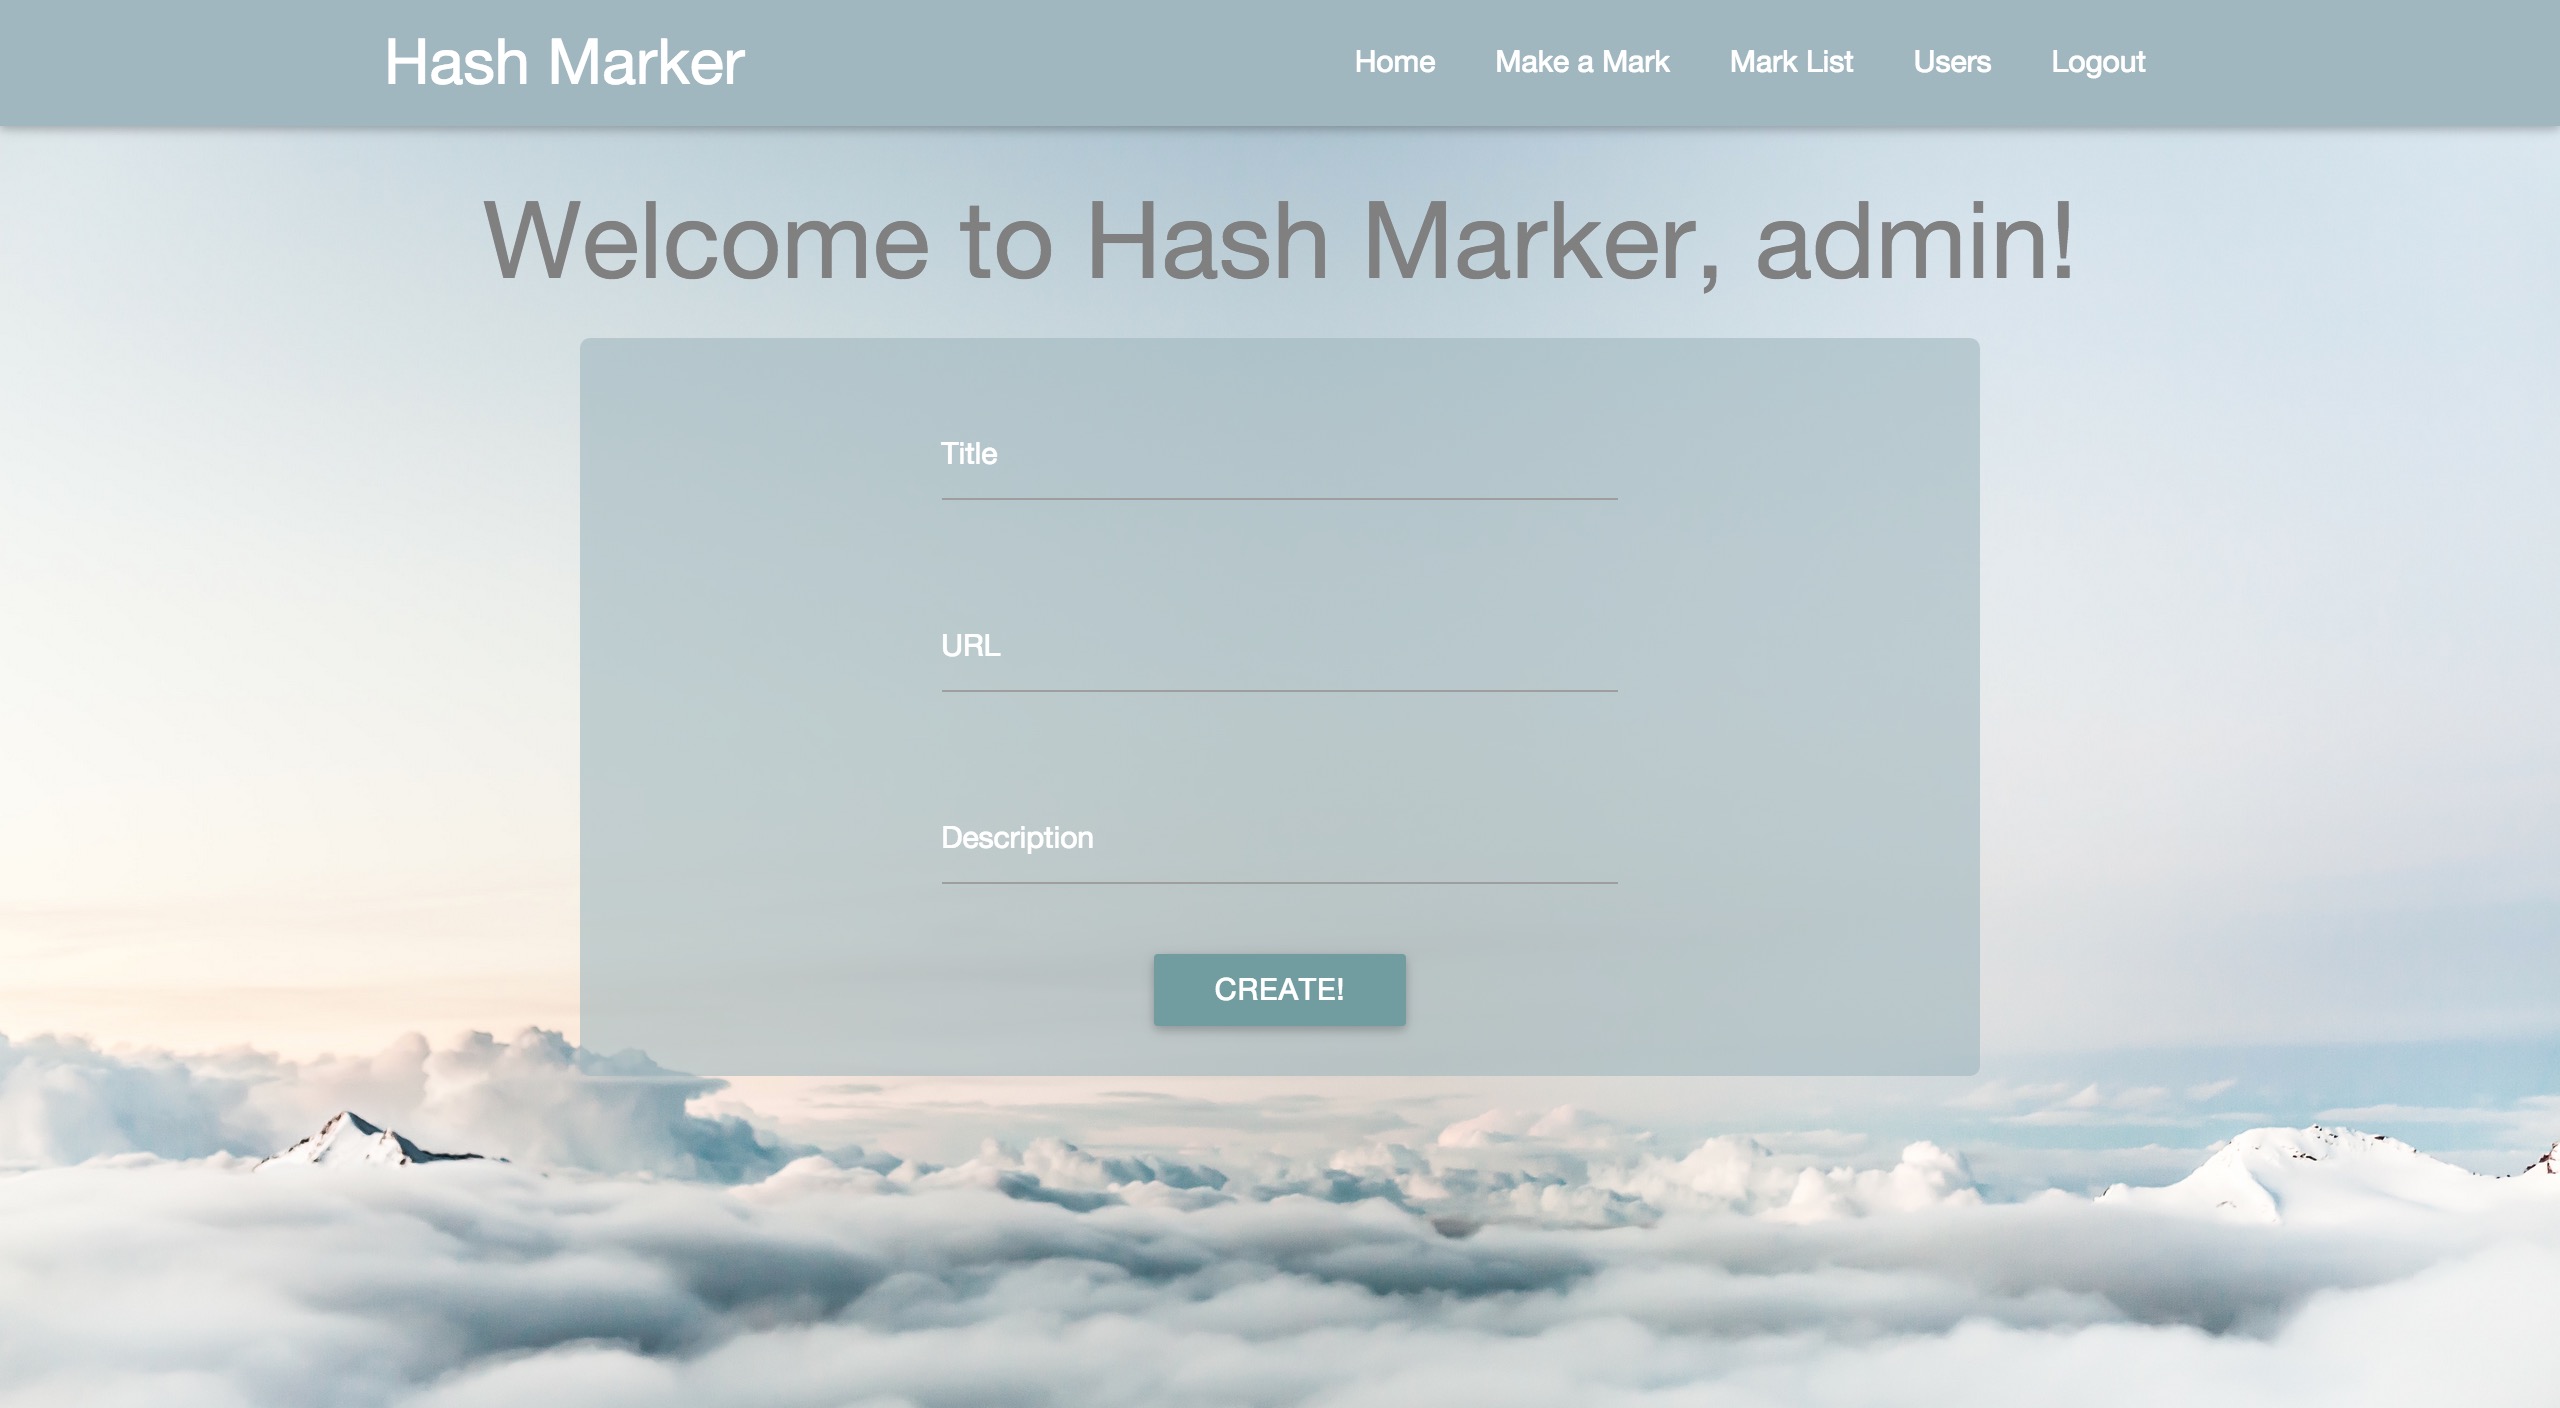 Hash Marker
Home Make a Mark Mark List Users Logout
Welcome to Hash Marker, admin!
Title
URL
Description
CREATE!